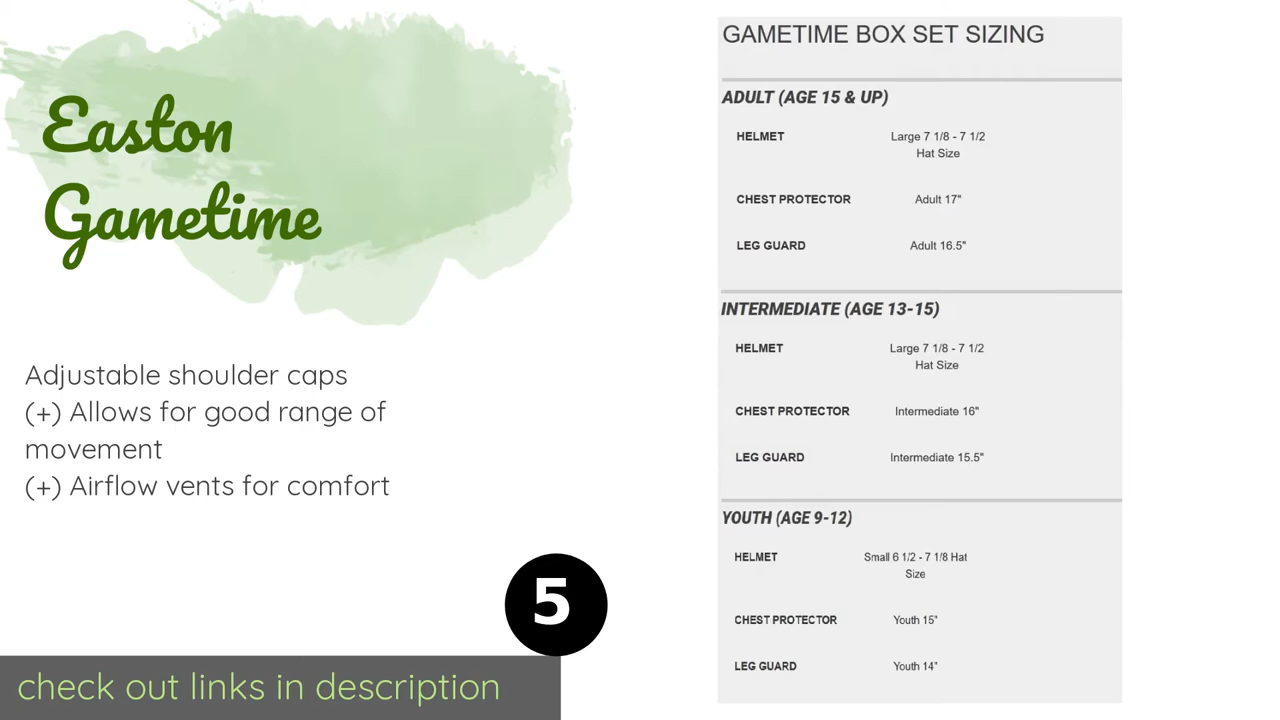 Easton
Gametime
Adjustable shoulder caps
(+) Allows for good range of
movement
(+) Airflow vents for comfort
5
check out links in description
GAMETIME BOX SET SIZING
ADULT (AGE 15 & UP)
HELMET Large 7 1/8 - 7 1/2
Hat Size
CHEST PROTECTOR Adult 17"
LEG GUARD Adult 16.5"
INTERMEDIATE (AGE 13-15)
HELMET Large 7 1/8 - 7 1/2
Hat Size
CHEST PROTECTOR Intermediate 16"
LEG GUARD Intermediate 15.5"
YOUTH (AGE 9-12)
HELMET Small 6 1/2 - 7 1/8 Hat
Size
CHEST PROTECTOR Youth 15"
LEG GUARD Youth 14"